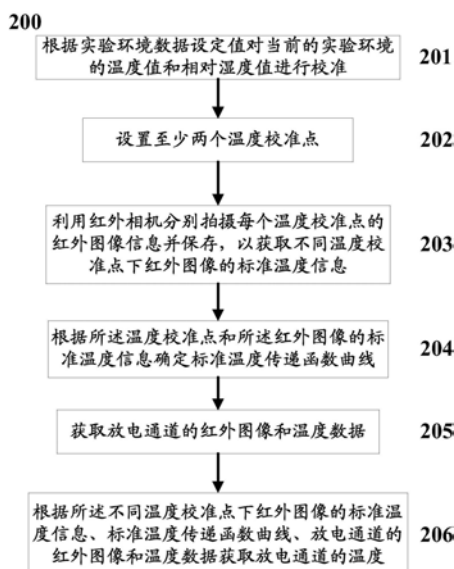 200
根据实验环境数据设定值对当前的实验环境
的温度值和相对湿度值进行校准
201
设置至少两个温度校准点
202
利用红外相机分别拍摄每个温度校准点的
红外图像信息并保存，以获取不同温度校
准点下红外图像的标准温度信息
203
根据所述温度校准点和所述红外图像的标
准温度信息确定标准温度传递函数曲线
204
获取放电通道的红外图像和温度数据
205
根据所述不同温度校准点下红外图像的标准温
度信息、标准温度传递函数曲线、放电通道的
红外图像和温度数据获取放电通道的温度
206